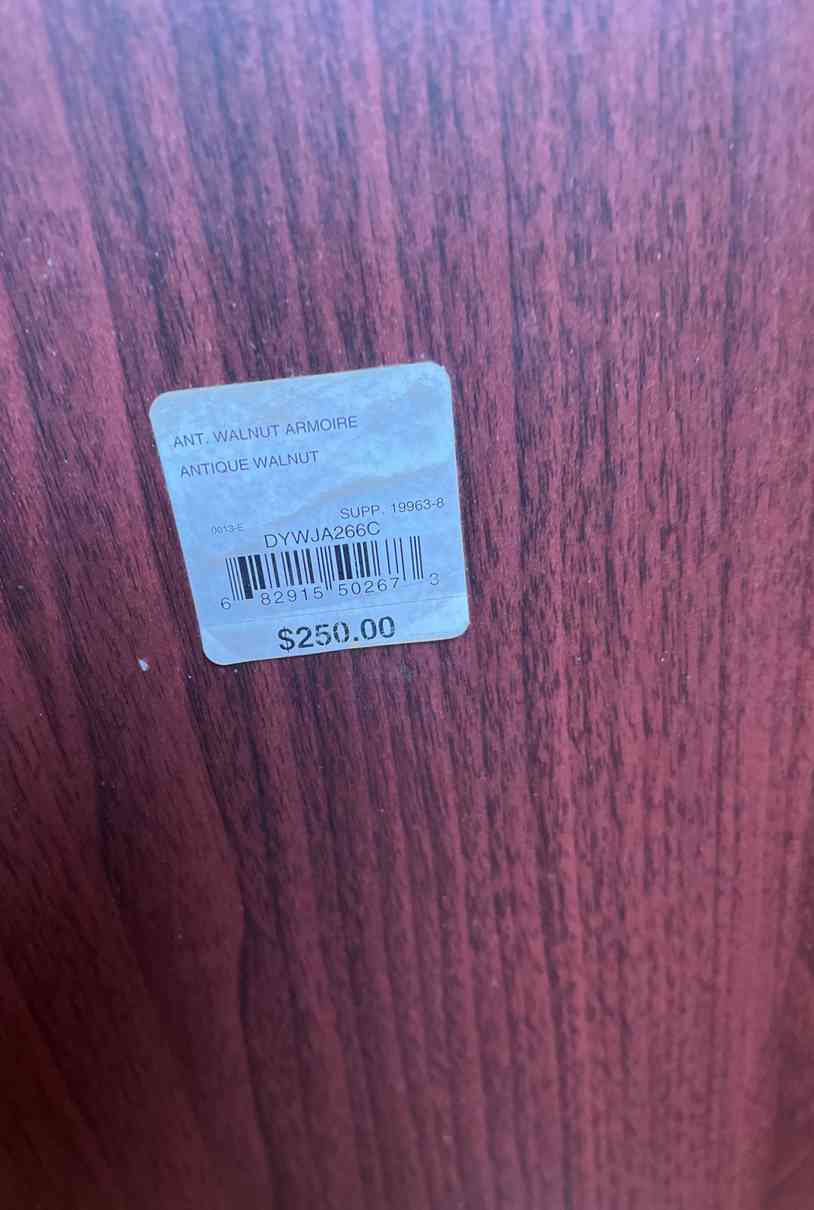 ANT. WALNUT ARMOIRE
ANTIQUE WALNUT
SUPP. 19963-8
0013-E DYWJA266C
6 82915 50267 3
$250.00